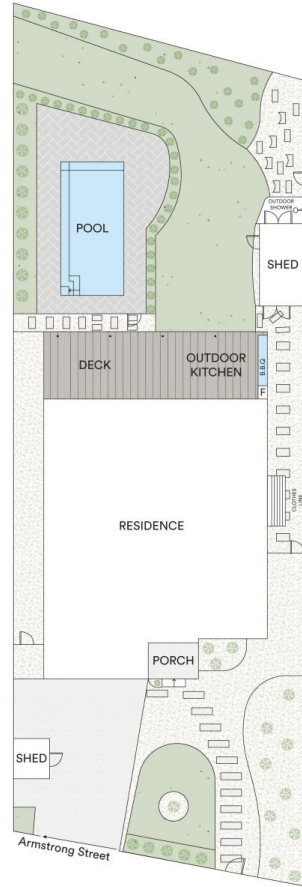 OUTDOOR
SHOWER
POOL
SHED
DECK
OUTDOOR
KITCHEN
B.B.Q
F
CLOTHES
LINE
RESIDENCE
PORCH
SHED
Armstrong Street